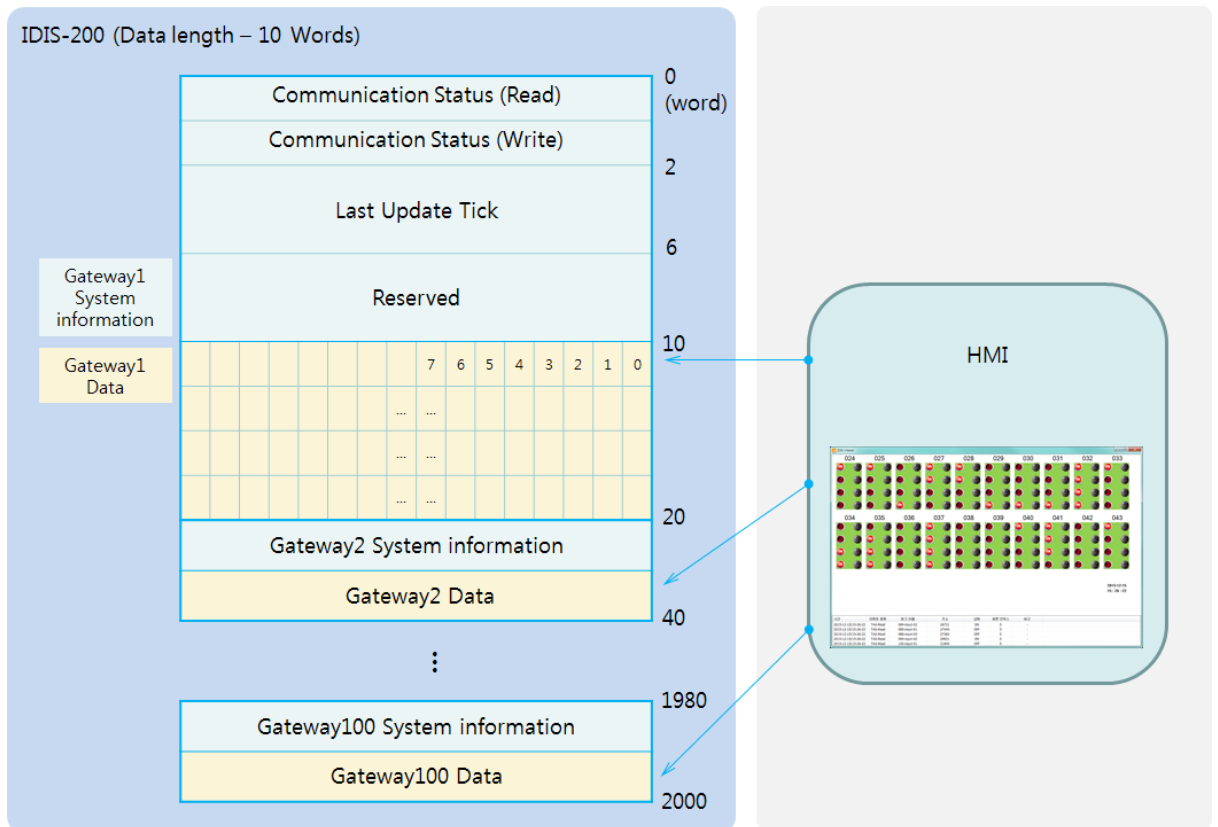 IDIS-200 (Data length – 10 Words)
0
(word)
Communication Status (Read)
Communication Status (Write)
2
Last Update Tick
6
Gateway1
System
information
Reserved
10
Gateway1
Data
7 6 5 4 3 2 1 0
... ...
... ...
... ...
20
Gateway2 System information
Gateway2 Data
40
⋮
1980
Gateway100 System information
Gateway100 Data
2000
HMI
024 025 026 027 028 029 030 031 032 033
034 035 036 037 038 039 040 041 042 043